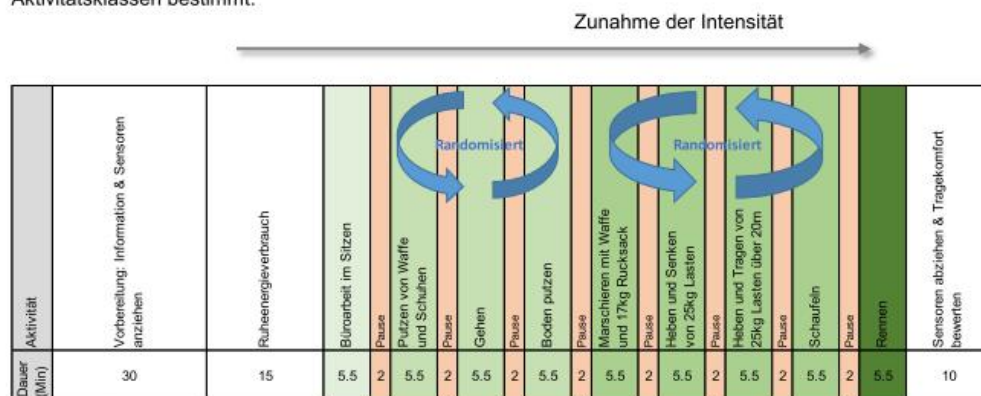 Aktivitätsklassen bestimmt.
Zunahme der Intensität
Aktivität
Vorbereitung: Information & Sensoren
anziehen
Ruheenergieverbrauch
Büroarbeit im Sitzen
Pause
Putzen von Waffe
und Schuhen
Pause
Gehen
Pause
Boden putzen
Pause
Marschieren mit Waffe
und 17kg Rucksack
Pause
Heben und Senken
von 25kg Lasten
Pause
Heben und Tragen von
25kg Lasten über 20m
Pause
Schaufeln
Pause
Rennen
Sensoren abziehen & Tragekomfort
bewerten
Randomisiert
Randomisiert
Dauer
(Min)
30
15
5.5
2
5.5
2
5.5
2
5.5
2
5.5
2
5.5
2
5.5
2
5.5
2
5.5
10